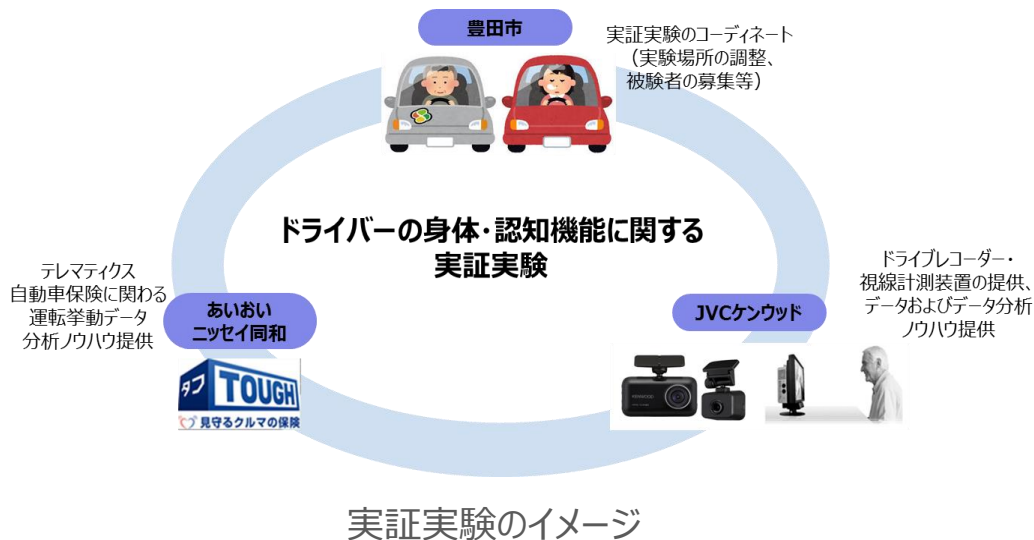 豊田市
実証実験のコーディネート
（実験場所の調整、
被験者の募集等）
ドライバーの身体・認知機能に関する
実証実験
テレマティクス
自動車保険に関わる
運転挙動データ
分析ノウハウ提供
あいおい
ニッセイ同和
タフ TOUGH
見守るクルマの保険
JVCケンウッド
ドライブレコーダー・
視線計測装置の提供、
データおよびデータ分析
ノウハウ提供
KENWOOD
実証実験のイメージ